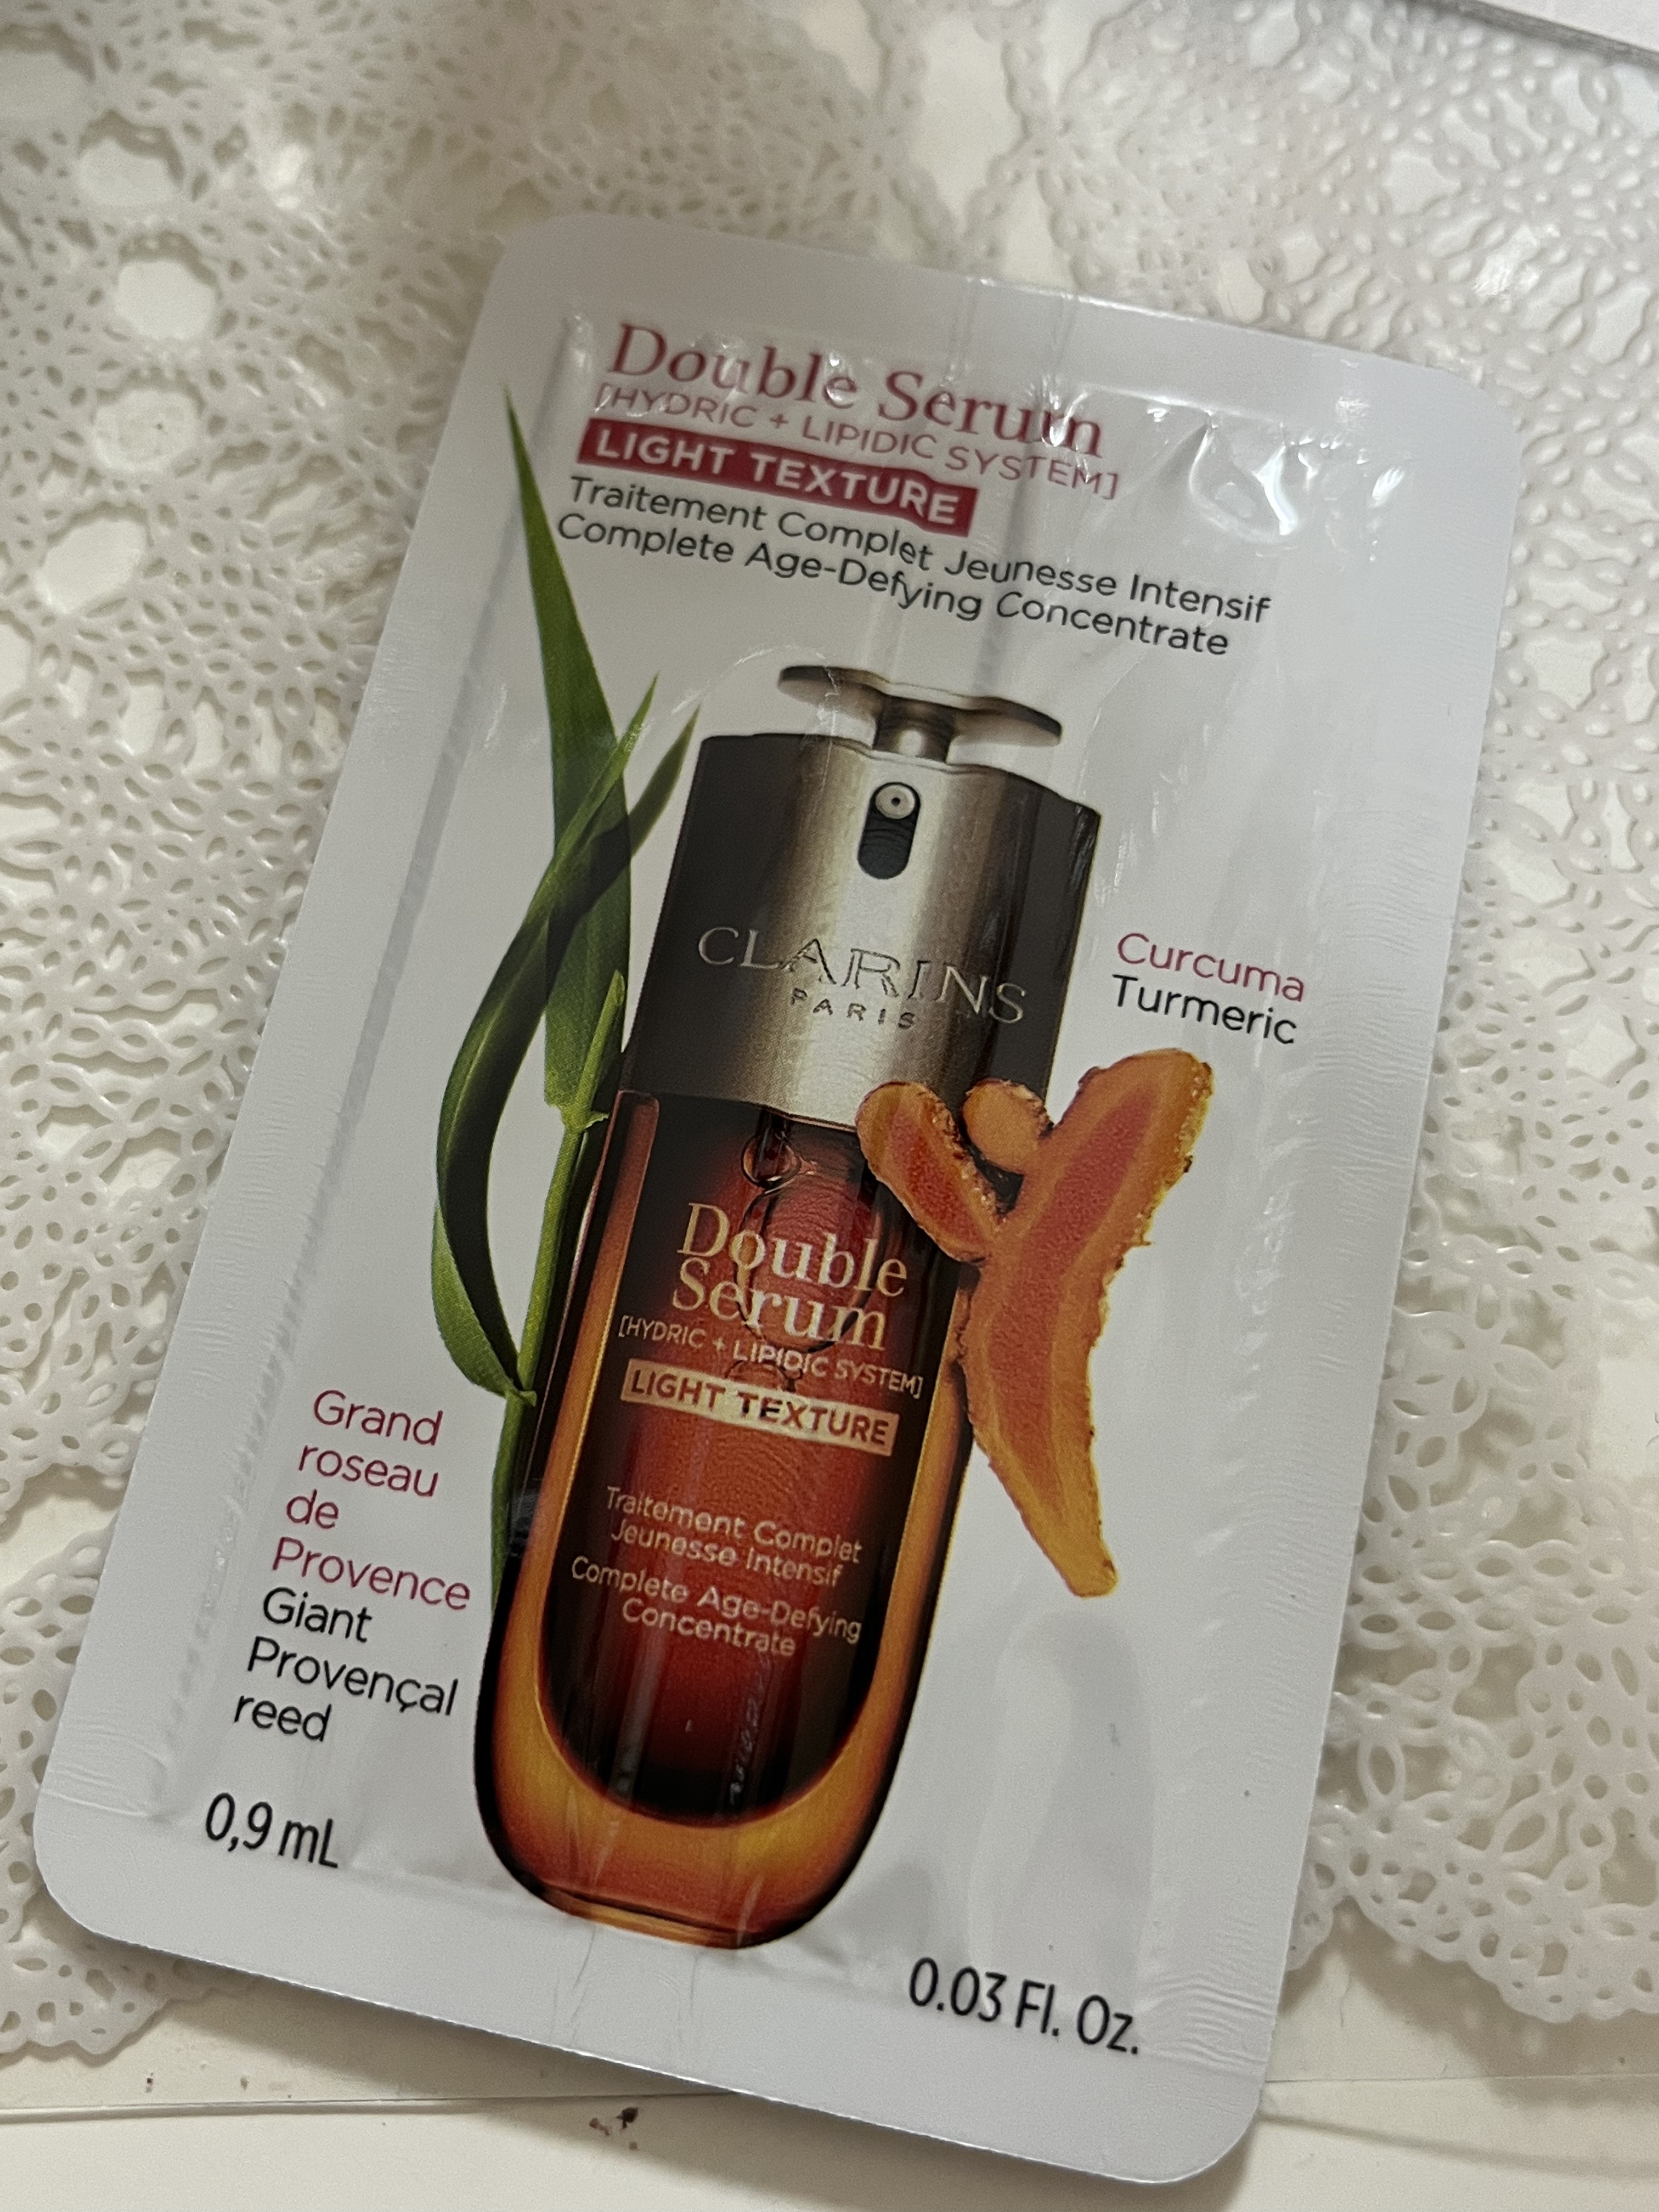 Double Serum
[HYDRIC + LIPIDIC SYSTEM]
LIGHT TEXTURE
Traitement Complet Jeunesse Intensif
Complete Age-Defying Concentrate
CLARINS
PARIS
Curcuma
Turmeric
Double
Serum
[HYDRIC + LIPIDIC SYSTEM]
LIGHT TEXTURE
Traitement Complet
Jeunesse Intensif
Complete Age-Defying
Concentrate
Grand
roseau
de
Provence
Giant
Provençal
reed
0,9 mL
0.03 Fl. Oz.